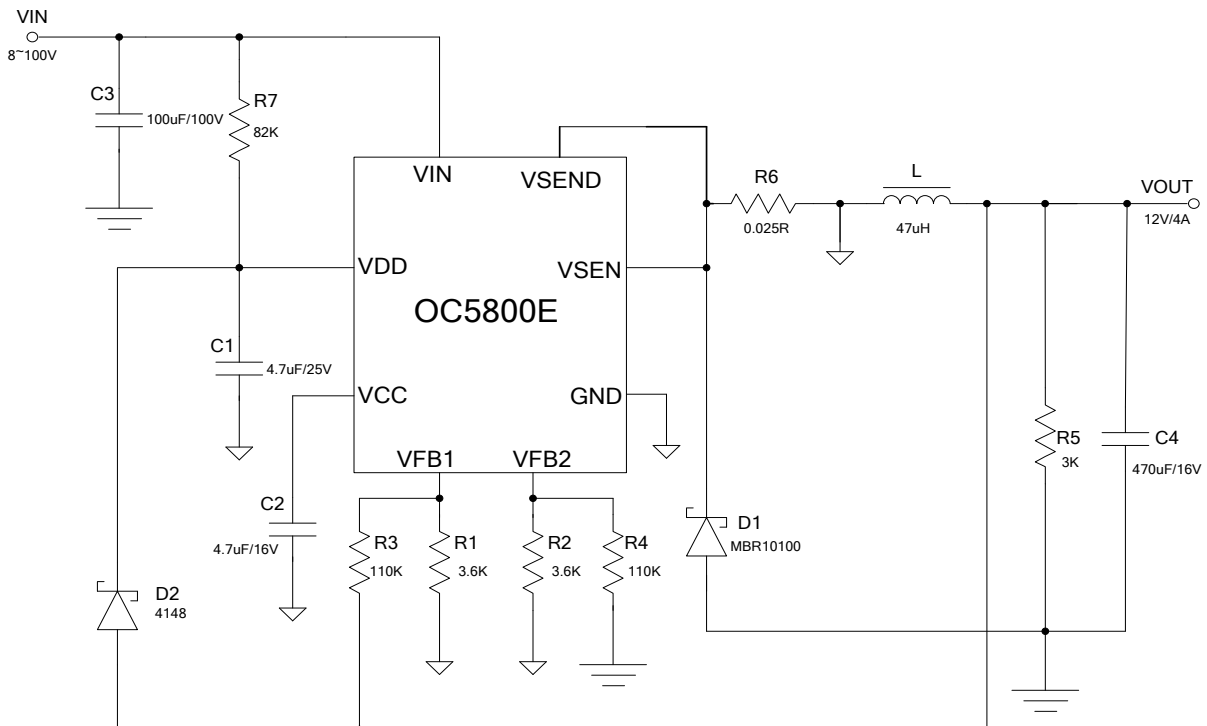 VIN
8~100V
C3
100uF/100V
R7
82K
VIN
VSEND
R6
0.025R
L
47uH
VOUT
12V/4A
VDD
VSEN
OC5800E
C1
4.7uF/25V
VCC
GND
VFB1
VFB2
R5
3K
C4
470uF/16V
C2
4.7uF/16V
R3
110K
R1
3.6K
R2
3.6K
R4
110K
D1
MBR10100
D2
4148